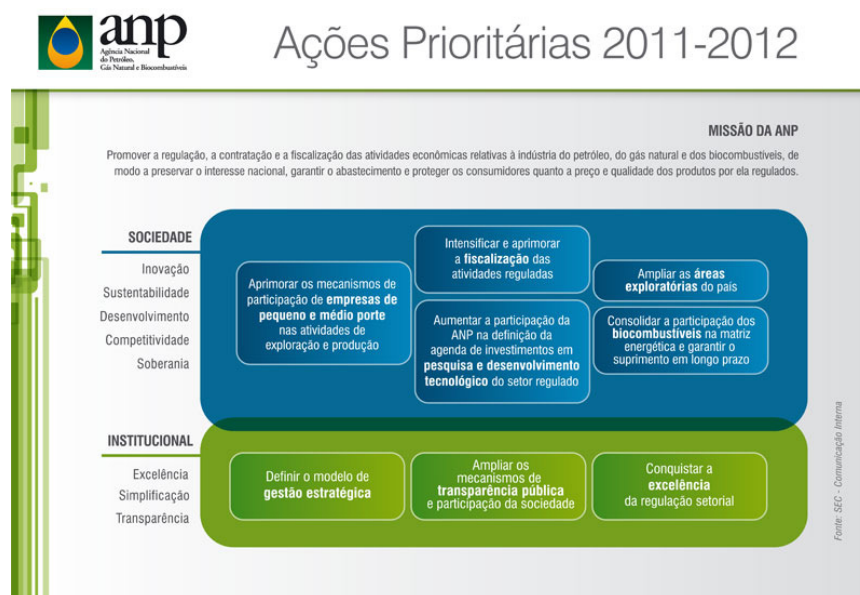 anp
Agência Nacional
do Petróleo,
Gás Natural e Biocombustíveis
Ações Prioritárias 2011-2012
MISSÃO DA ANP
Promover a regulação, a contratação e a fiscalização das atividades econômicas relativas à indústria do petróleo, do gás natural e dos biocombustíveis, de
modo a preservar o interesse nacional, garantir o abastecimento e proteger os consumidores quanto a preço e qualidade dos produtos por ela regulados.
SOCIEDADE
Inovação
Sustentabilidade
Desenvolvimento
Competitividade
Soberania
Aprimorar os mecanismos de
participação de empresas de
pequeno e médio porte
nas atividades de
exploração e produção
Intensificar e aprimorar
a fiscalização das
atividades reguladas
Aumentar a participação da
ANP na definição da
agenda de investimentos em
pesquisa e desenvolvimento
tecnológico do setor regulado
Ampliar as áreas
exploratórias do país
Consolidar a participação dos
biocombustíveis na matriz
energética e garantir o
suprimento em longo prazo
INSTITUCIONAL
Excelência
Simplificação
Transparência
Definir o modelo de
gestão estratégica
Ampliar os
mecanismos de
transparência pública
e participação da sociedade
Conquistar a
excelência
da regulação setorial
Fonte: SEC - Comunicação Interna